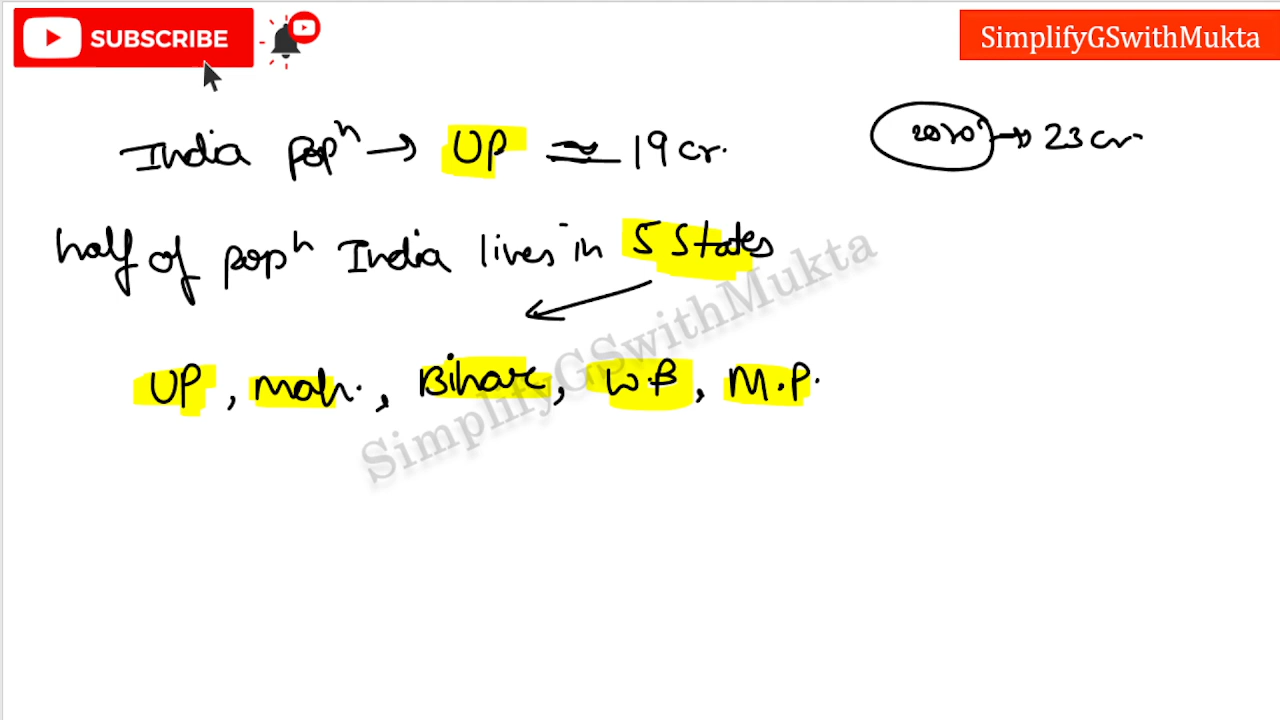 SUBSCRIBE
SimplifyGSwithMukta
India popⁿ → UP ≈ 19 cr.
2020' → 23 cr
half of popⁿ India lives in 5 States
UP, Mah., Bihar, W.B, M.P.
SimplifyGSwithMukta